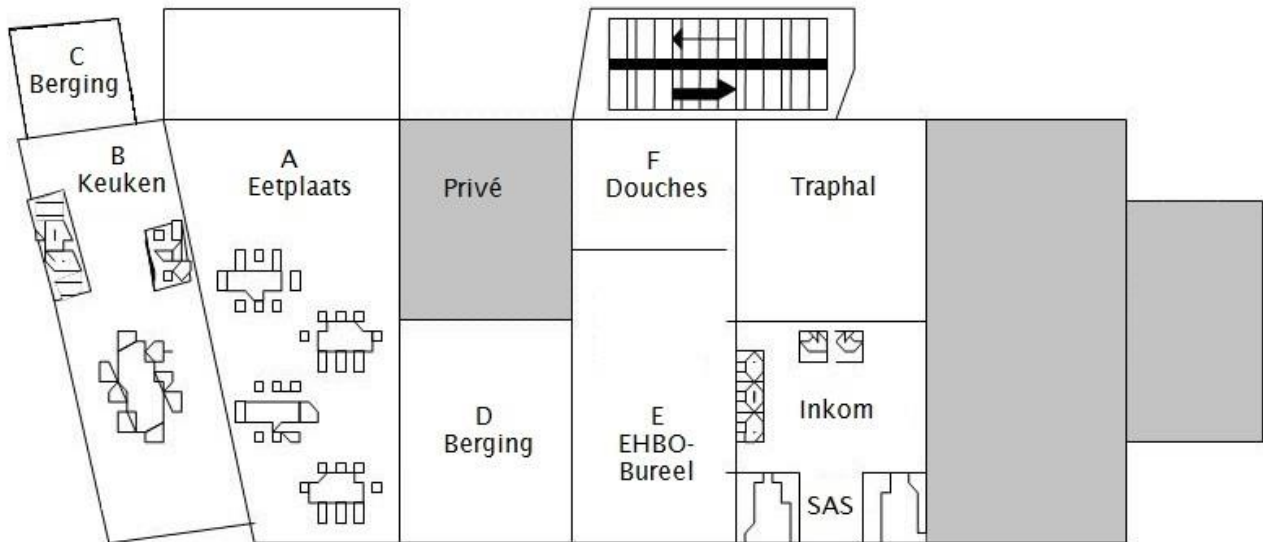 C
Berging
B
Keuken
A
Eetplaats
Privé
F
Douches
Traphal
D
Berging
E
EHBO-
Bureel
Inkom
SAS